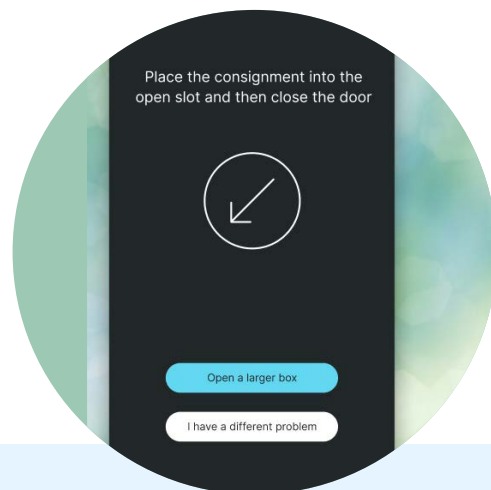 Place the consignment into the
open slot and then close the door
Open a larger box
I have a different problem